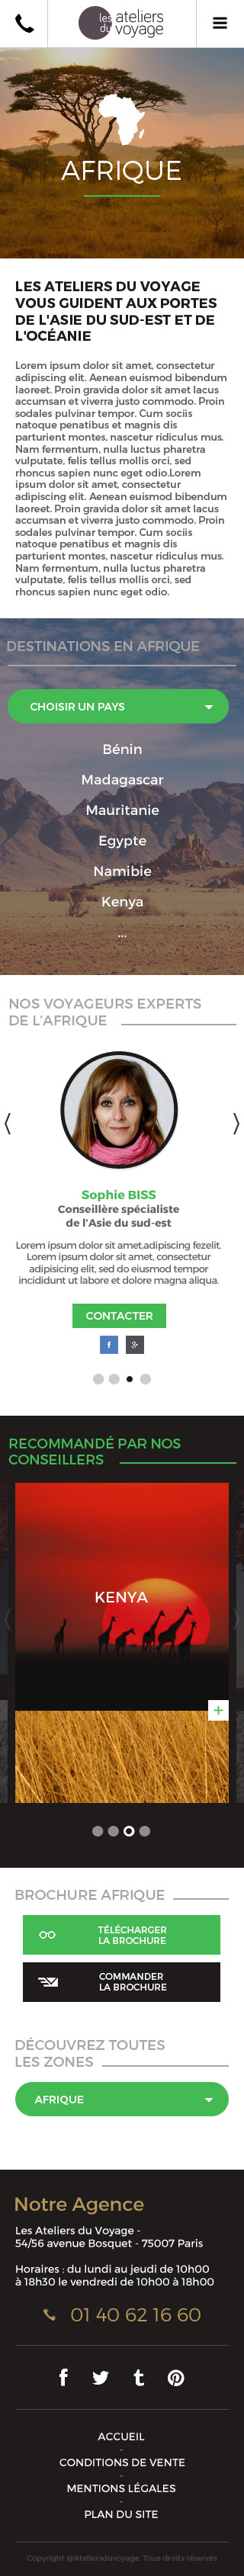 les ateliers
du voyage
AFRIQUE
LES ATELIERS DU VOYAGE
VOUS GUIDENT AUX PORTES
DE L'ASIE DU SUD-EST ET DE
L'OCÉANIE
Lorem ipsum dolor sit amet, consectetur
adipiscing elit. Aenean euismod bibendum
laoreet. Proin gravida dolor sit amet lacus
accumsan et viverra justo commodo. Proin
sodales pulvinar tempor. Cum sociis
natoque penatibus et magnis dis
parturient montes, nascetur ridiculus mus.
Nam fermentum, nulla luctus pharetra
vulputate, felis tellus mollis orci, sed
rhoncus sapien nunc eget odio.Lorem
ipsum dolor sit amet, consectetur
adipiscing elit. Aenean euismod bibendum
laoreet. Proin gravida dolor sit amet lacus
accumsan et viverra justo commodo. Proin
sodales pulvinar tempor. Cum sociis
natoque penatibus et magnis dis
parturient montes, nascetur ridiculus mus.
Nam fermentum, nulla luctus pharetra
vulputate, felis tellus mollis orci, sed
rhoncus sapien nunc eget odio.
DESTINATIONS EN AFRIQUE
CHOISIR UN PAYS
Bénin
Madagascar
Mauritanie
Egypte
Namibie
Kenya
...
NOS VOYAGEURS EXPERTS
DE L'AFRIQUE
Sophie BISS
Conseillère spécialiste
de l'Asie du sud-est
Lorem ipsum dolor sit amet,adipiscing fezelit.
Lorem ipsum dolor sit amet, consectetur
adipisicing elit, sed do eiusmod tempor
incididunt ut labore et dolore magna aliqua.
CONTACTER
RECOMMANDÉ PAR NOS
CONSEILLERS
KENYA
+
BROCHURE AFRIQUE
TÉLÉCHARGER
LA BROCHURE
COMMANDER
LA BROCHURE
DÉCOUVREZ TOUTES
LES ZONES
AFRIQUE
Notre Agence
Les Ateliers du Voyage -
54/56 avenue Bosquet - 75007 Paris
Horaires : du lundi au jeudi de 10h00
à 18h30 le vendredi de 10h00 à 18h00
01 40 62 16 60
ACCUEIL
-
CONDITIONS DE VENTE
-
MENTIONS LÉGALES
-
PLAN DU SITE
Copyright @Ateliersduvoyage. Tous droits réservés